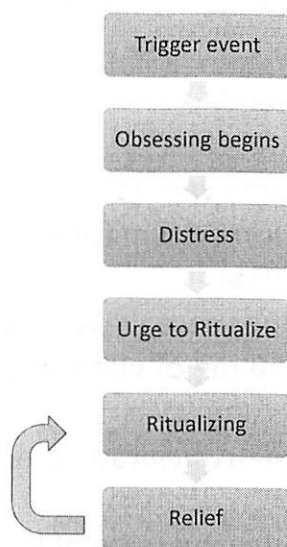 Trigger event
Obsessing begins
Distress
Urge to Ritualize
Ritualizing
Relief